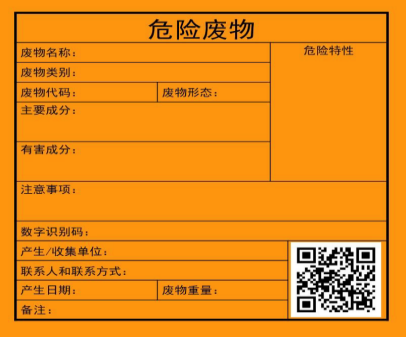 危险废物
废物名称：
危险特性
废物类别：
废物代码： 废物形态：
主要成分：
有害成分：
注意事项：
数字识别码：
产生/收集单位：
联系人和联系方式：
产生日期： 废物重量：
备注：